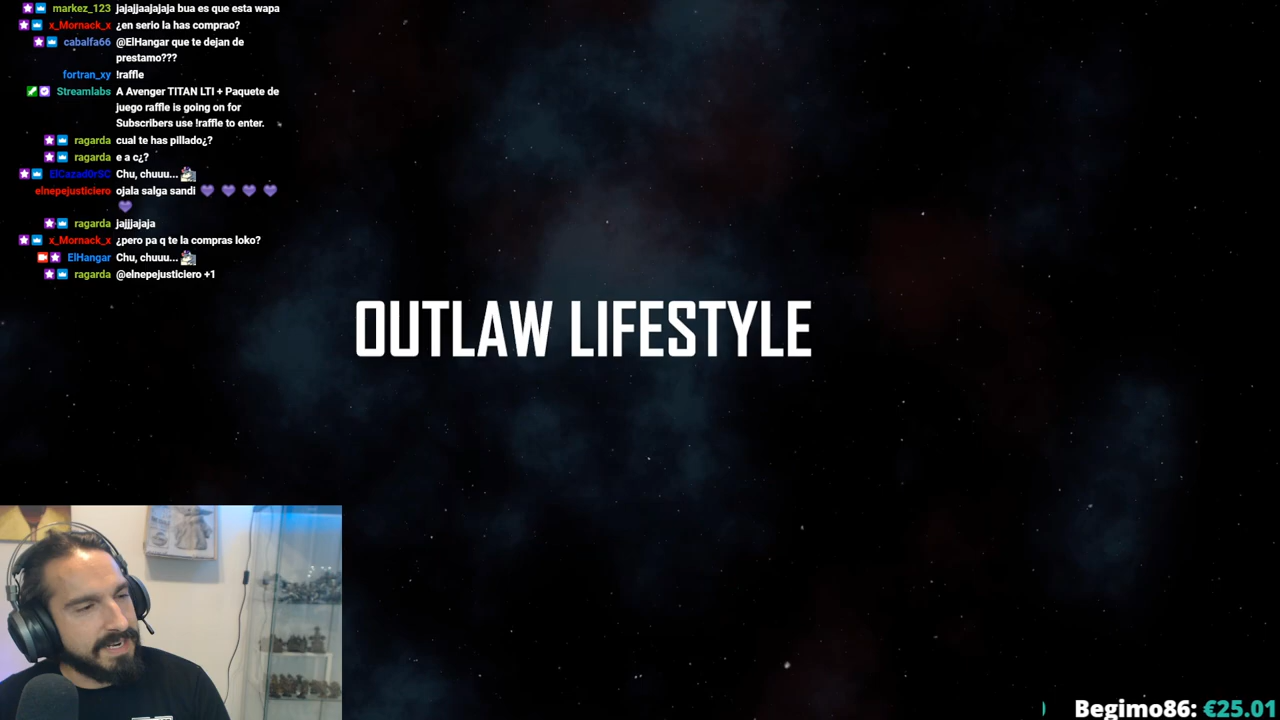 markez_123 jajajjaajajaja bua es que esta wapa
x_Mornack_x ¿en serio la has comprao?
cabalfa66 @ElHangar que te dejan de
prestamo???
fortran_xy !raffle
Streamlabs A Avenger TITAN LTI + Paquete de
juego raffle is going on for
Subscribers use !raffle to enter.
ragarda cual te has pillado¿?
ragarda e a c¿?
ElCazad0rSC Chu, chuuu...
elnepejusticiero ojala salga sandi
ragarda jajjjajaja
x_Mornack_x ¿pero pa q te la compras loko?
ElHangar Chu, chuuu...
ragarda @elnepejusticiero +1
OUTLAW LIFESTYLE
Begimo86: €25.01